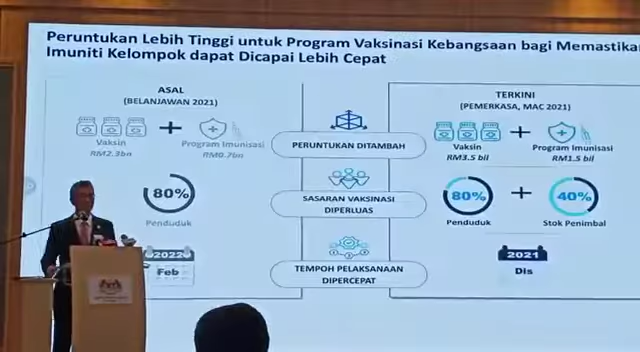 Peruntukan Lebih Tinggi untuk Program Vaksinasi Kebangsaan bagi Memastika
Imuniti Kelompok dapat Dicapai Lebih Cepat
ASAL
(BELANJAWAN 2021)
Vaksin
RM2.3bn
Program Imunisasi
RM0.7bn
80%
Penduduk
2022
Feb
PERUNTUKAN DITAMBAH
SASARAN VAKSINASI
DIPERLUAS
TEMPOH PELAKSANAAN
DIPERCEPAT
TERKINI
(PEMERKASA, MAC 2021)
Vaksin
RM3.5 bil
Program Imunisasi
RM1.5 bil
80%
Penduduk
40%
Stok Penimbal
2021
Dis